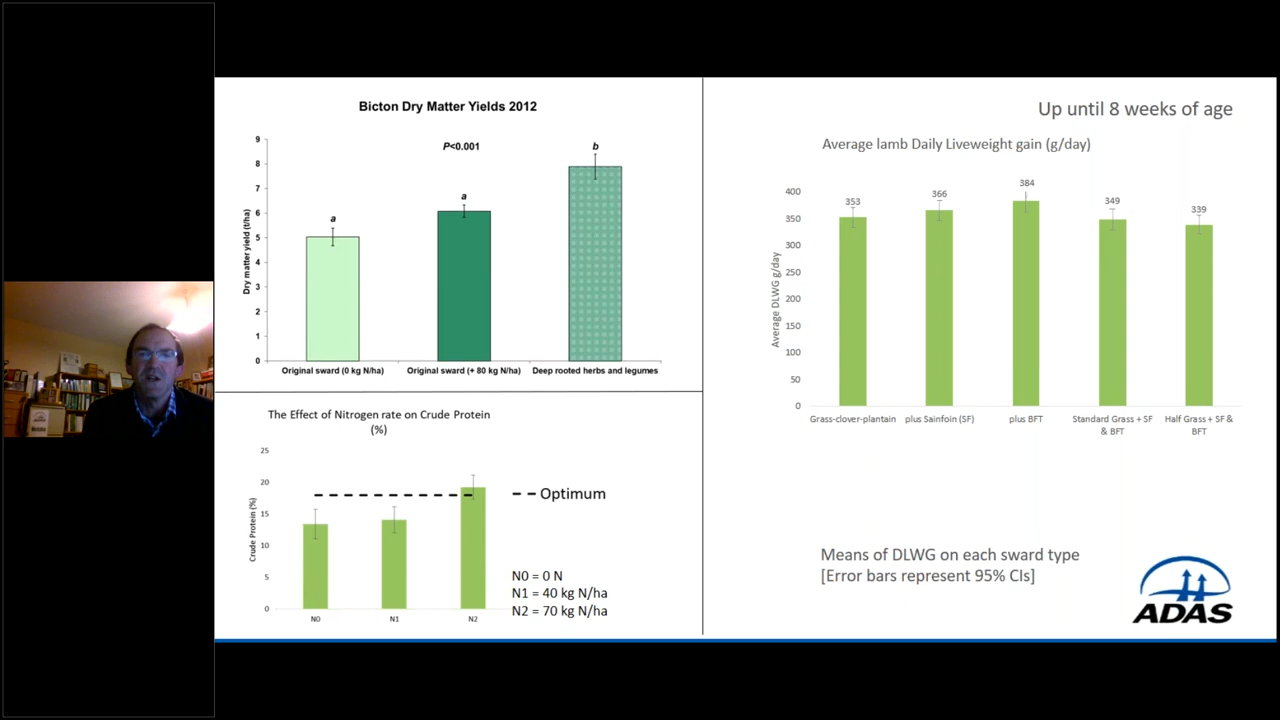 Bicton Dry Matter Yields 2012
9
8
7
6
5
4
3
2
1
0
Dry matter yield (t/ha)
P<0.001
a
a
b
Original sward (0 kg N/ha)
Original sward (+ 80 kg N/ha)
Deep rooted herbs and legumes
The Effect of Nitrogen rate on Crude Protein
(%)
25
20
15
10
5
0
Crude Protein (%)
N0
N1
N2
Optimum
N0 = 0 N
N1 = 40 kg N/ha
N2 = 70 kg N/ha
Up until 8 weeks of age
Average lamb Daily Liveweight gain (g/day)
400
350
300
250
200
150
100
50
0
Average DLWG g/day
353
366
384
349
339
Grass-clover-plantain
plus Sainfoin (SF)
plus BFT
Standard Grass + SF
& BFT
Half Grass + SF &
BFT
Means of DLWG on each sward type
[Error bars represent 95% CIs]
ADAS